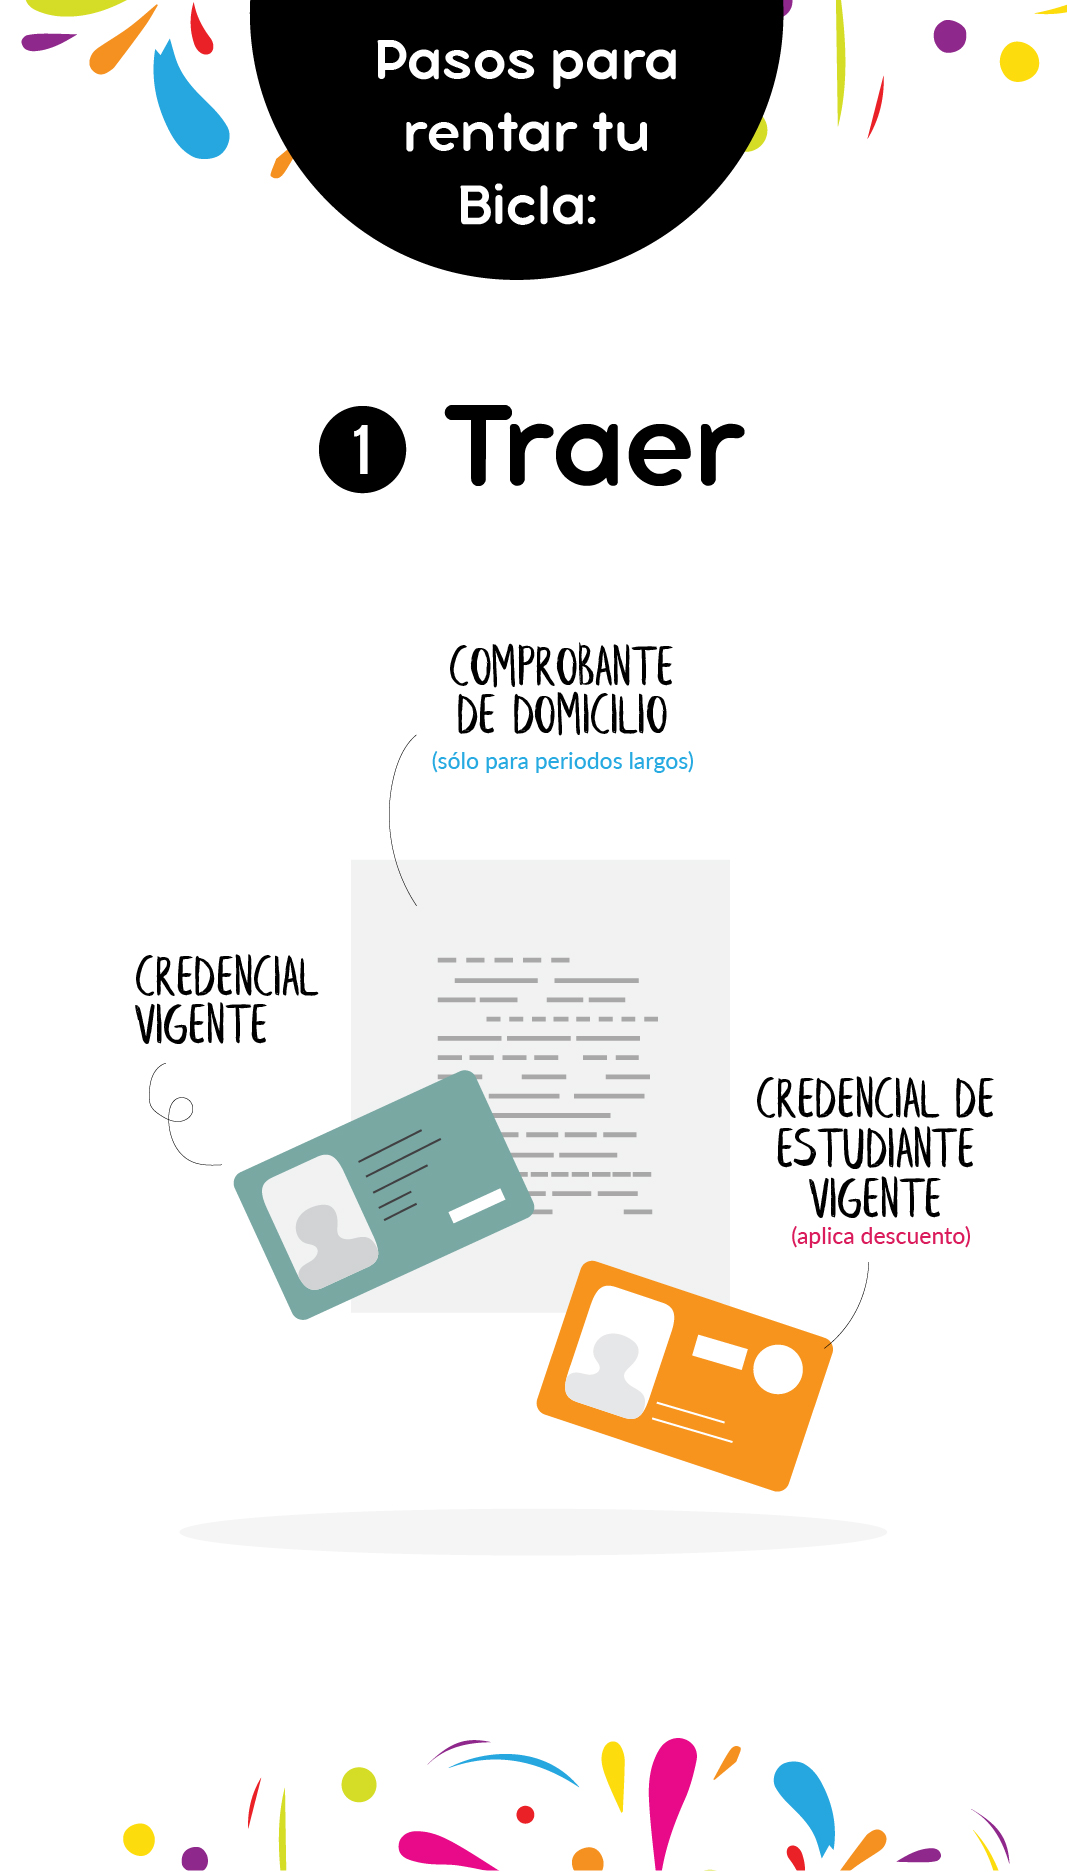 Pasos para
rentar tu
Bicla:
1 Traer
COMPROBANTE
DE DOMICILIO
(sólo para periodos largos)
CREDENCIAL
VIGENTE
CREDENCIAL DE
ESTUDIANTE
VIGENTE
(aplica descuento)